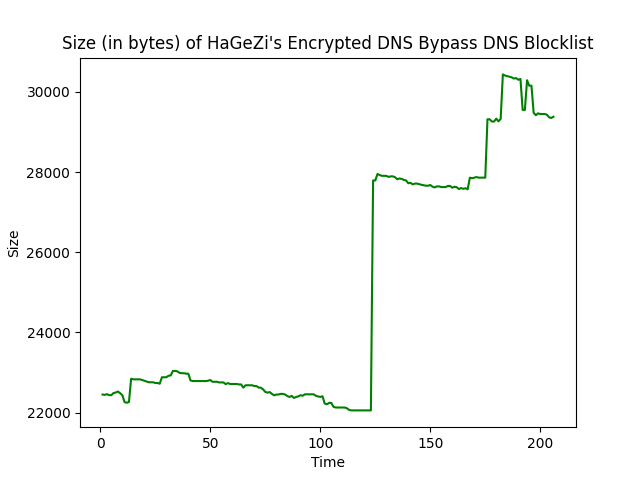 Size (in bytes) of HaGeZi's Encrypted DNS Bypass DNS Blocklist
30000
28000
26000
24000
22000
Size
0 50 100 150 200
Time